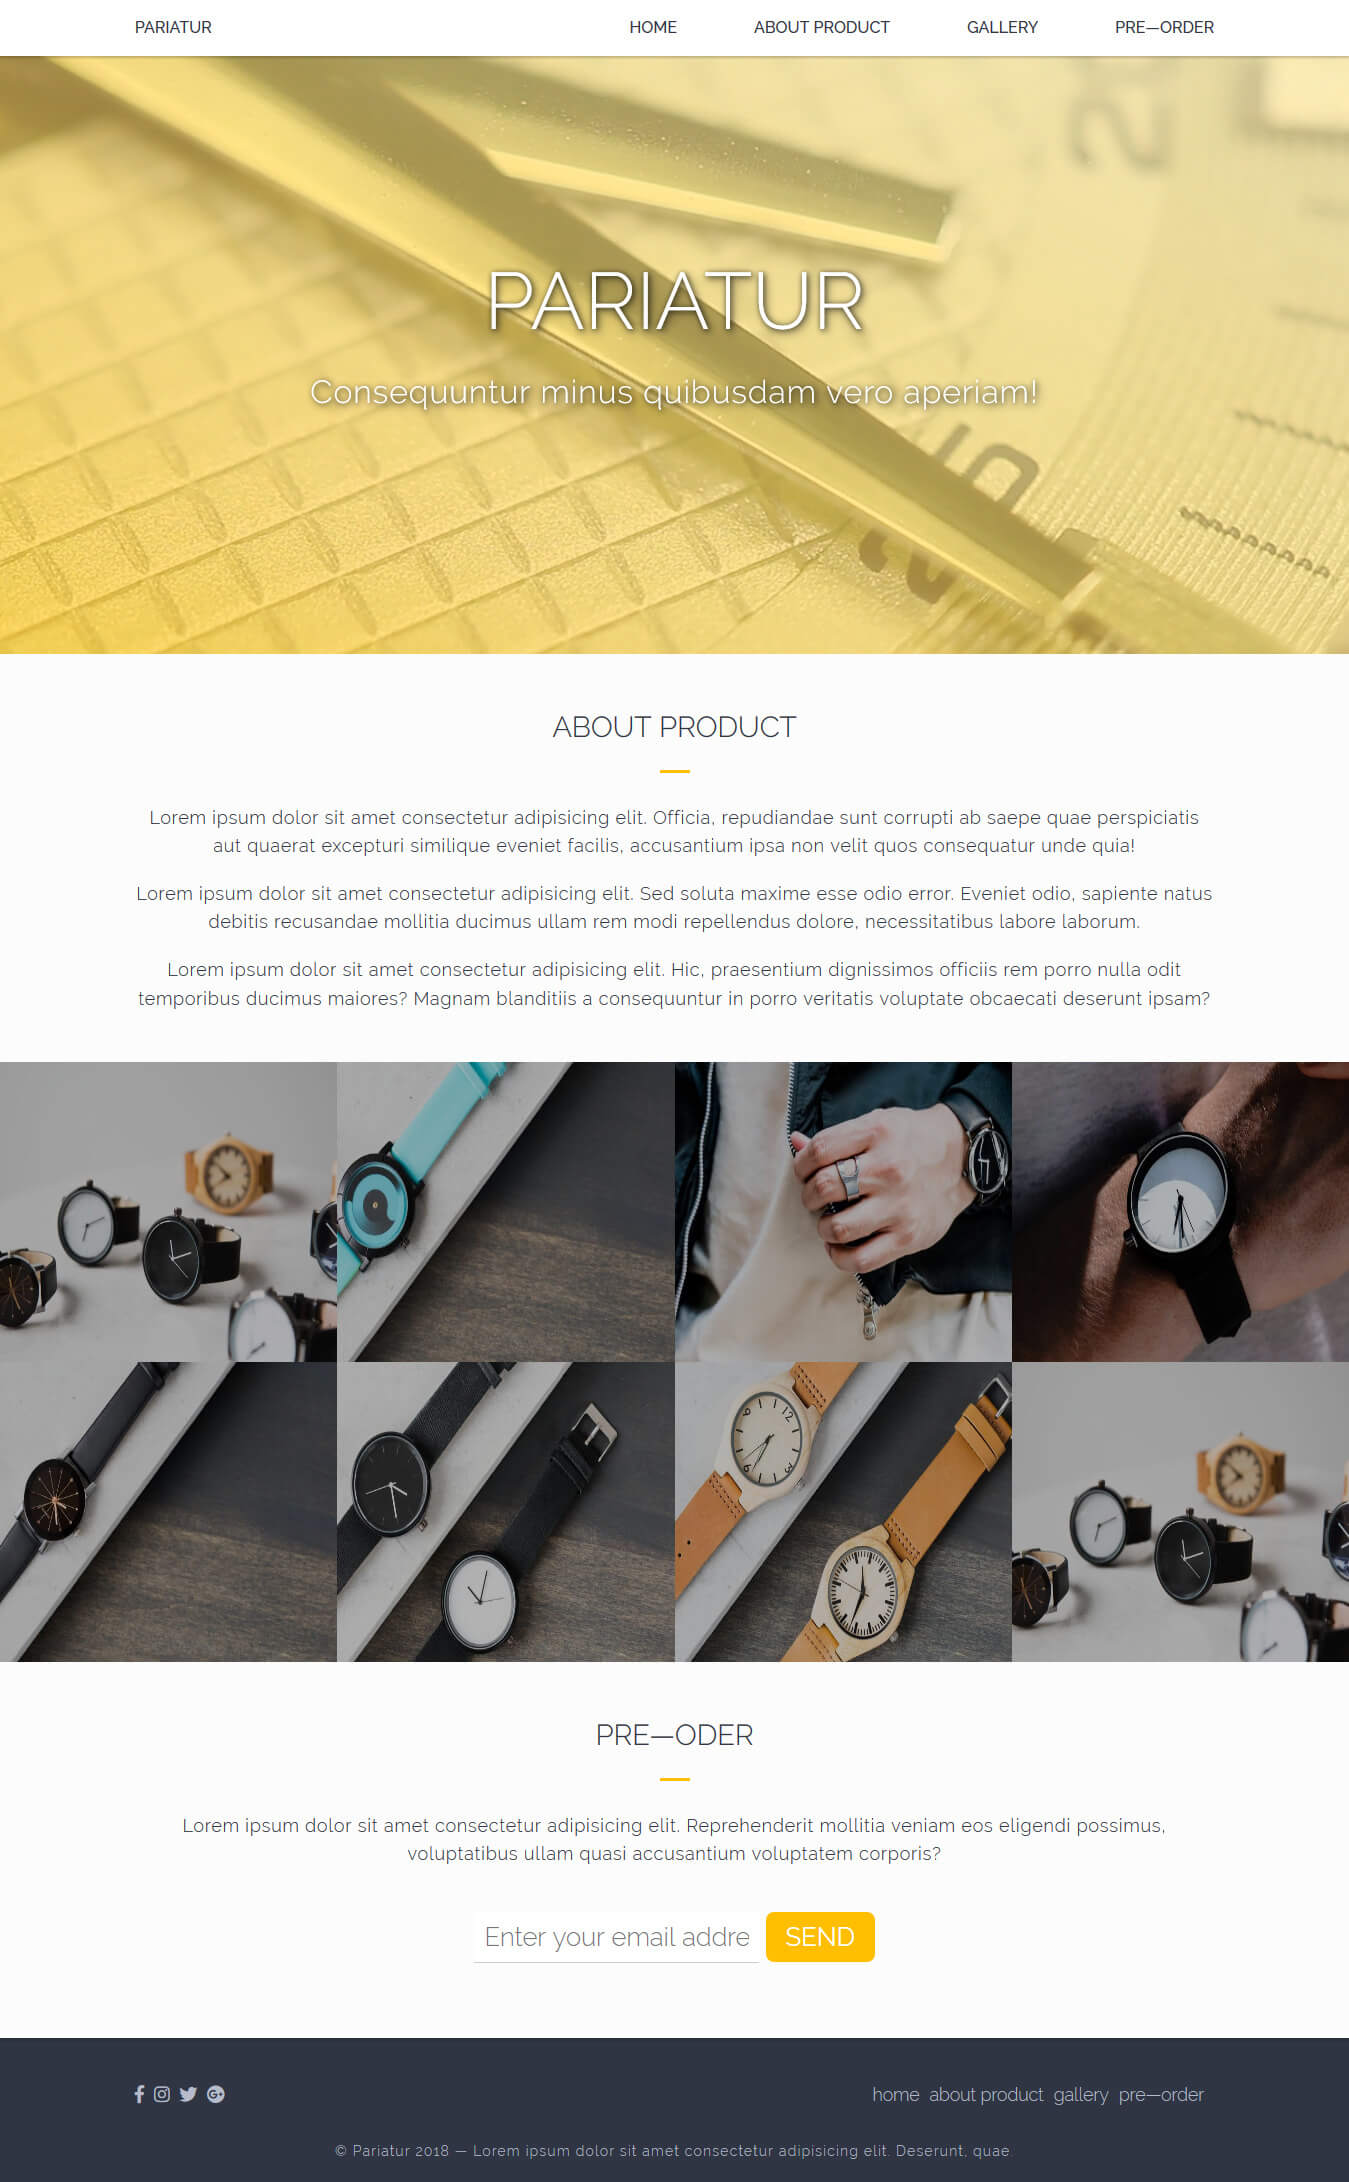 PARIATUR HOME ABOUT PRODUCT GALLERY PRE—ORDER
PARIATUR
Consequuntur minus quibusdam vero aperiam!
ABOUT PRODUCT
Lorem ipsum dolor sit amet consectetur adipisicing elit. Officia, repudiandae sunt corrupti ab saepe quae perspiciatis
aut quaerat excepturi similique eveniet facilis, accusantium ipsa non velit quos consequatur unde quia!
Lorem ipsum dolor sit amet consectetur adipisicing elit. Sed soluta maxime esse odio error. Eveniet odio, sapiente natus
debitis recusandae mollitia ducimus ullam rem modi repellendus dolore, necessitatibus labore laborum.
Lorem ipsum dolor sit amet consectetur adipisicing elit. Hic, praesentium dignissimos officiis rem porro nulla odit
temporibus ducimus maiores? Magnam blanditiis a consequuntur in porro veritatis voluptate obcaecati deserunt ipsam?
PRE—ODER
Lorem ipsum dolor sit amet consectetur adipisicing elit. Reprehenderit mollitia veniam eos eligendi possimus,
voluptatibus ullam quasi accusantium voluptatem corporis?
Enter your email addre SEND
home about product gallery pre—order
© Pariatur 2018 — Lorem ipsum dolor sit amet consectetur adipisicing elit. Deserunt, quae.